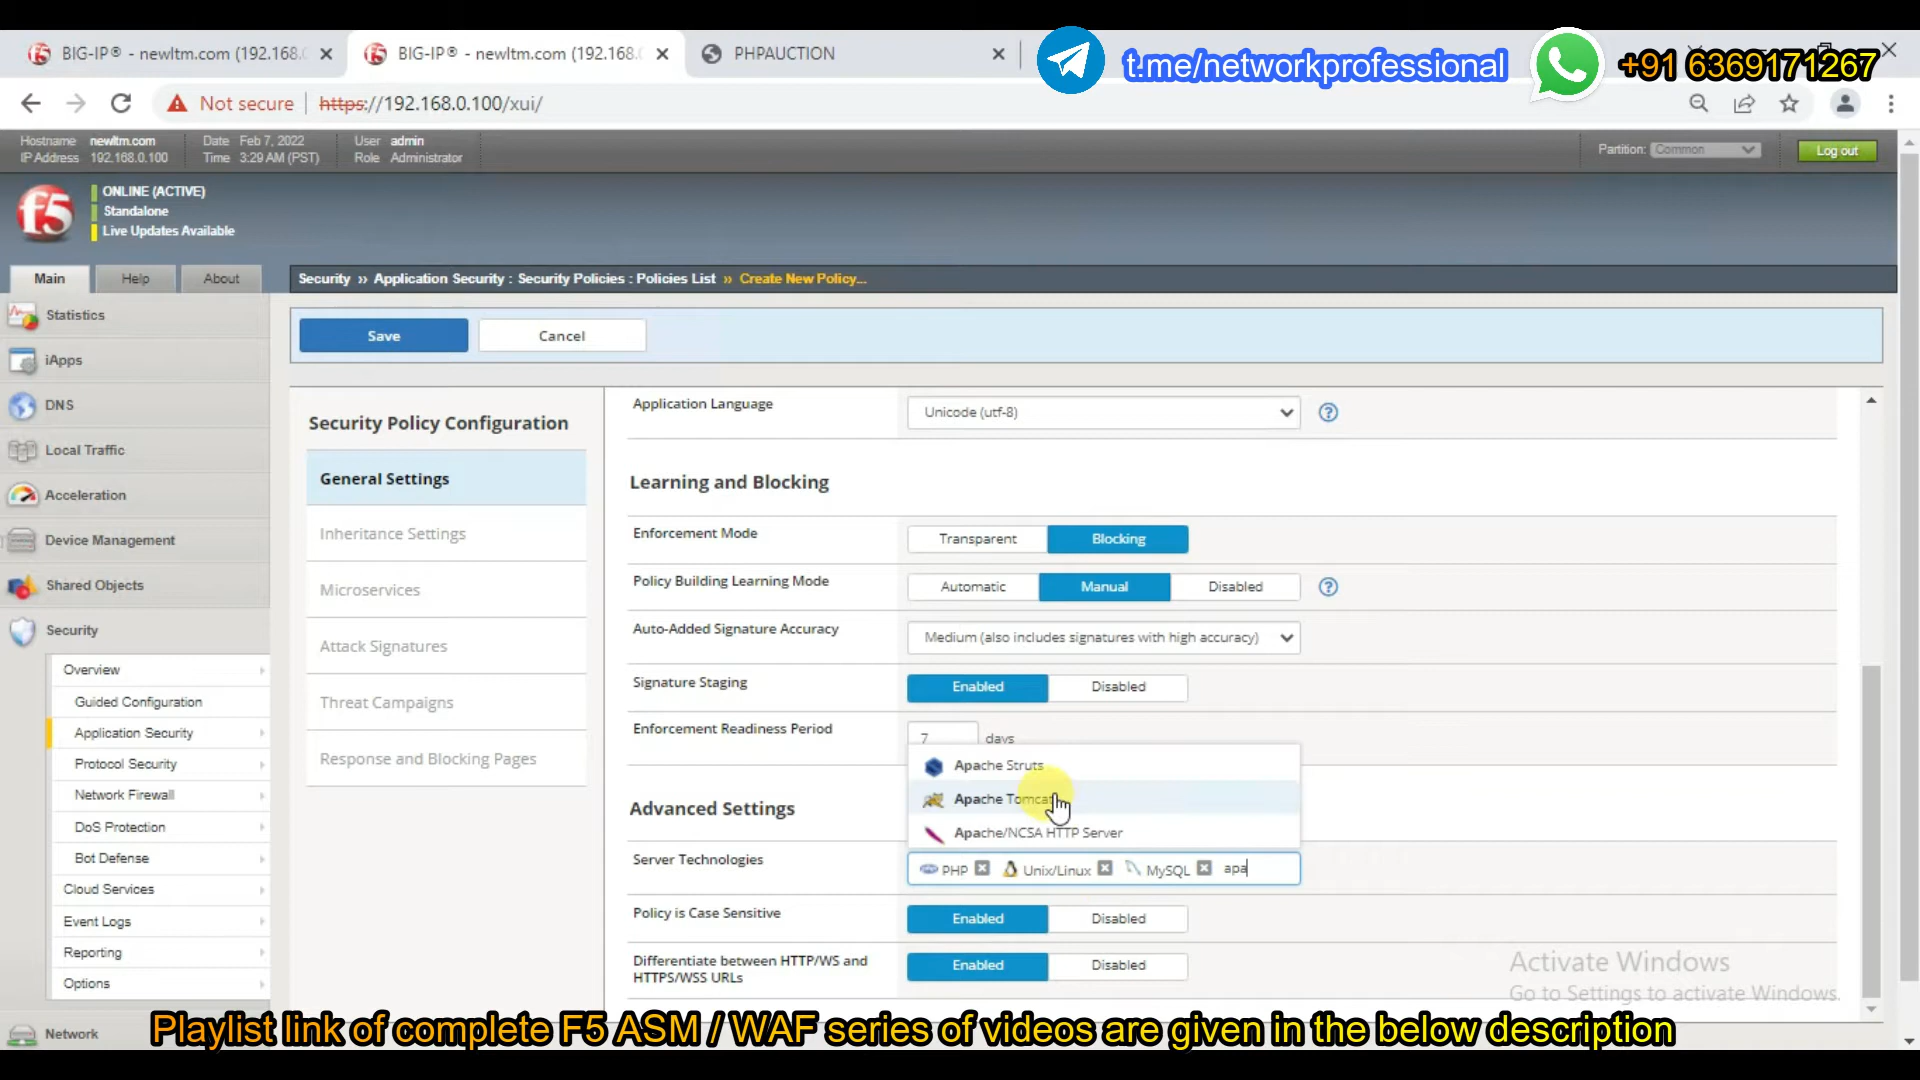 BIG-IP® - newltm.com (192.168.
BIG-IP® - newltm.com (192.168.
PHPAUCTION
t.me/networkprofessional
+91 6369171267
Not secure
https://192.168.0.100/xui/
Hostname newltm.com
IP Address 192.168.0.100
Date Feb 7, 2022
Time 3:29 AM (PST)
User admin
Role Administrator
Partition: Common
Log out
f5
ONLINE (ACTIVE)
Standalone
Live Updates Available
Main
Help
About
Security ›› Application Security : Security Policies : Policies List ›› Create New Policy...
Statistics
iApps
DNS
Local Traffic
Acceleration
Device Management
Shared Objects
Security
Overview
Guided Configuration
Application Security
Protocol Security
Network Firewall
DoS Protection
Bot Defense
Cloud Services
Event Logs
Reporting
Options
Network
Save
Cancel
Security Policy Configuration
General Settings
Inheritance Settings
Microservices
Attack Signatures
Threat Campaigns
Response and Blocking Pages
Application Language
Unicode (utf-8)
Learning and Blocking
Enforcement Mode
Transparent
Blocking
Policy Building Learning Mode
Automatic
Manual
Disabled
Auto-Added Signature Accuracy
Medium (also includes signatures with high accuracy)
Signature Staging
Enabled
Disabled
Enforcement Readiness Period
7 days
Apache Struts
Apache Tomcat
Apache/NCSA HTTP Server
Advanced Settings
Server Technologies
PHP
Unix/Linux
MySQL
apa
Policy is Case Sensitive
Enabled
Disabled
Differentiate between HTTP/WS and
HTTPS/WSS URLs
Enabled
Disabled
Activate Windows
Go to Settings to activate Windows.
Playlist link of complete F5 ASM / WAF series of videos are given in the below description